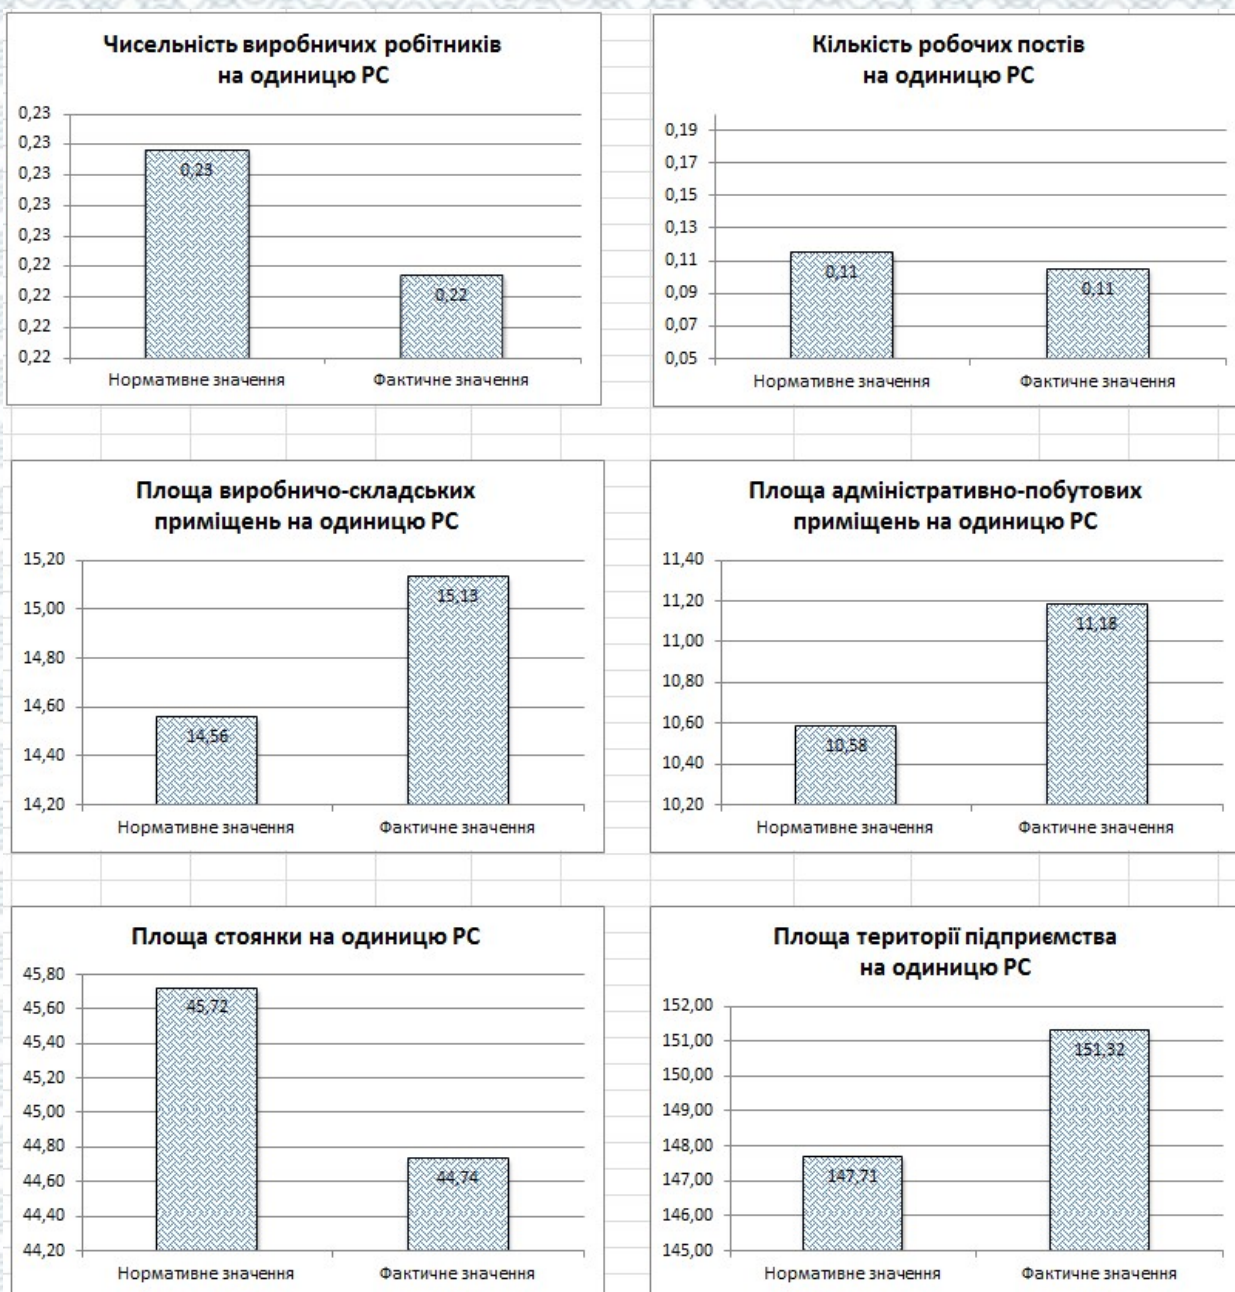 Чисельність виробничих робітників
на одиницю РС
0,23
0,23
0,23
0,23
0,23
0,22
0,22
0,22
0,22
0,23
0,22
Нормативне значення
Фактичне значення
Кількість робочих постів
на одиницю РС
0,19
0,17
0,15
0,13
0,11
0,09
0,07
0,05
0,11
0,11
Нормативне значення
Фактичне значення
Площа виробничо-складських
приміщень на одиницю РС
15,20
15,00
14,80
14,60
14,40
14,20
14,56
15,13
Нормативне значення
Фактичне значення
Площа адміністративно-побутових
приміщень на одиницю РС
11,40
11,20
11,00
10,80
10,60
10,40
10,20
10,58
11,18
Нормативне значення
Фактичне значення
Площа стоянки на одиницю РС
45,80
45,60
45,40
45,20
45,00
44,80
44,60
44,40
44,20
45,72
44,74
Нормативне значення
Фактичне значення
Площа території підприємства
на одиницю РС
152,00
151,00
150,00
149,00
148,00
147,00
146,00
145,00
147,71
151,32
Нормативне значення
Фактичне значення